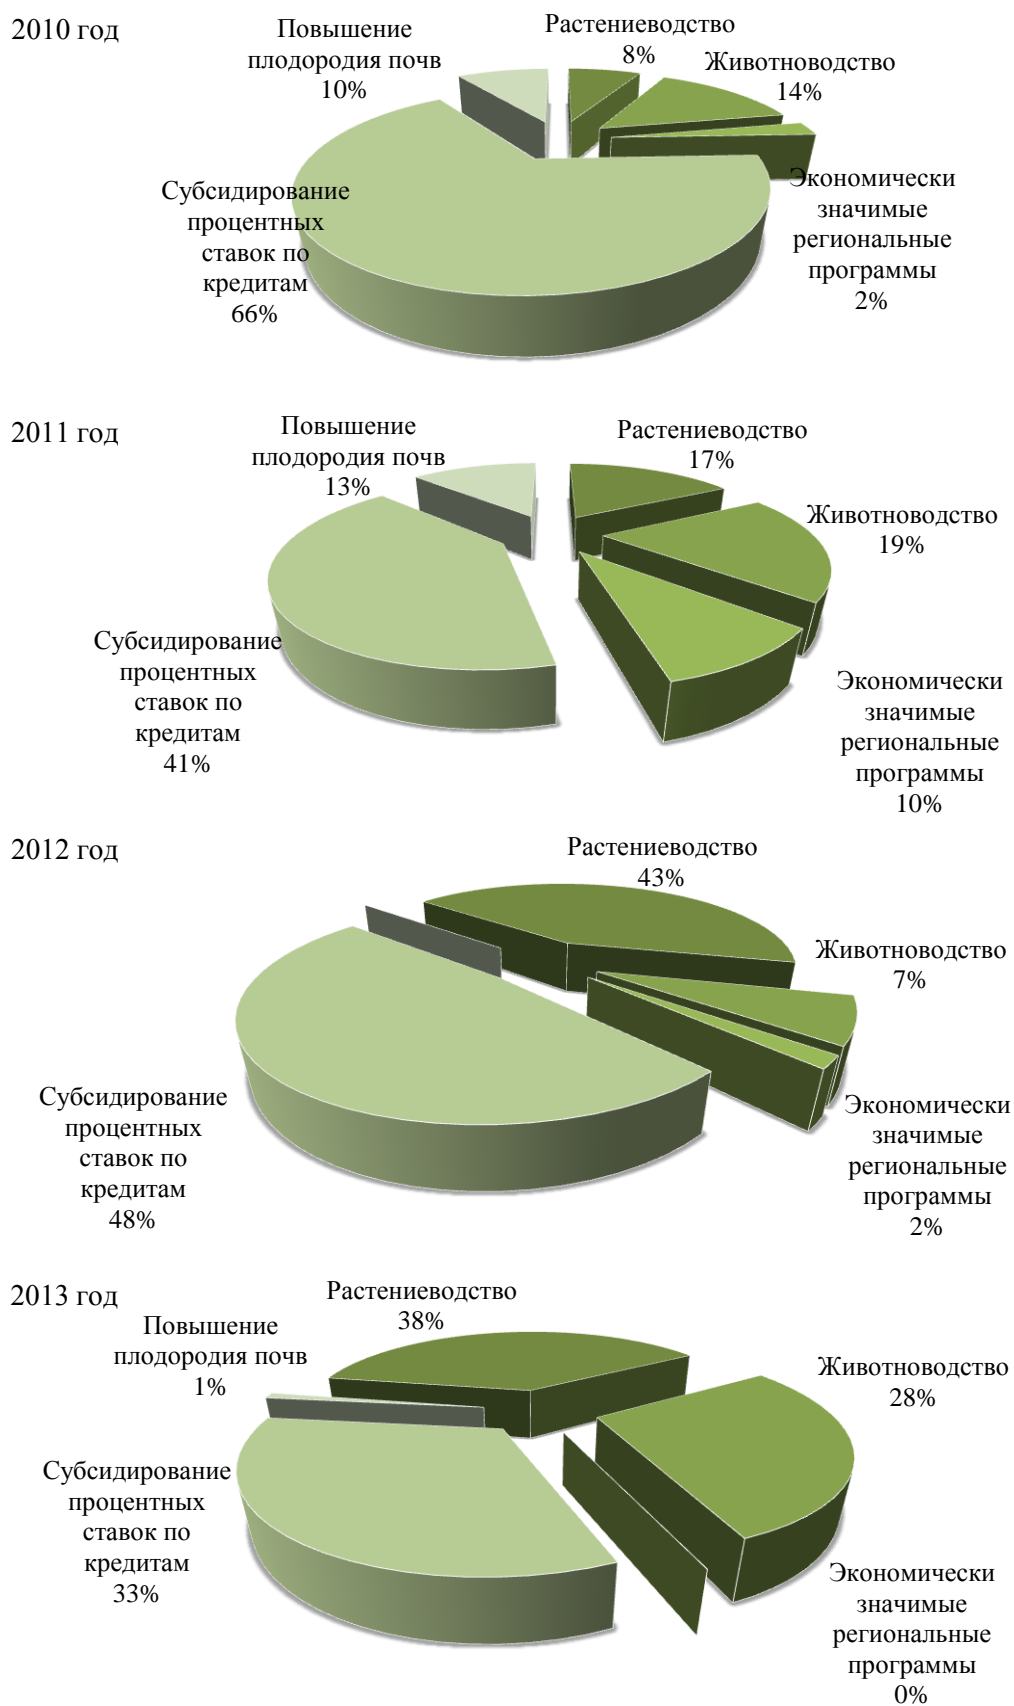 2010 год
Повышение
плодородия почв
10%
Растениеводство
8%
Животноводство
14%
Экономически
значимые
региональные
программы
2%
Субсидирование
процентных
ставок по
кредитам
66%
2011 год
Повышение
плодородия почв
13%
Растениеводство
17%
Животноводство
19%
Экономически
значимые
региональные
программы
10%
Субсидирование
процентных
ставок по
кредитам
41%
2012 год
Растениеводство
43%
Животноводство
7%
Экономически
значимые
региональные
программы
2%
Субсидирование
процентных
ставок по
кредитам
48%
2013 год
Повышение
плодородия почв
1%
Растениеводство
38%
Животноводство
28%
Экономически
значимые
региональные
программы
0%
Субсидирование
процентных
ставок по
кредитам
33%